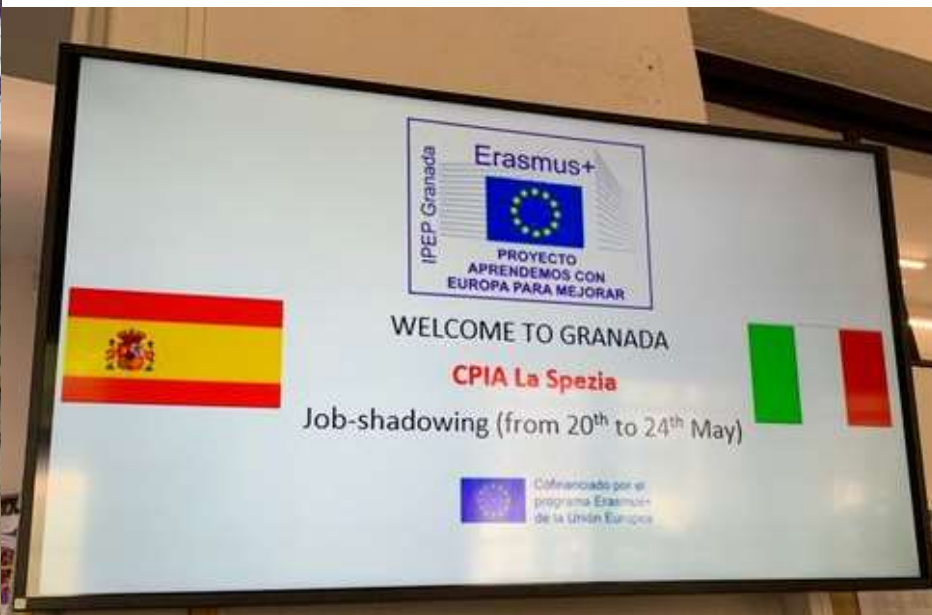 Erasmus+
IPEP Granada
PROYECTO
APRENDEMOS CON
EUROPA PARA MEJORAR
WELCOME TO GRANADA
CPIA La Spezia
Job-shadowing (from 20th to 24th May)
Cofinanciado por el
programa Erasmus+
de la Unión Europea